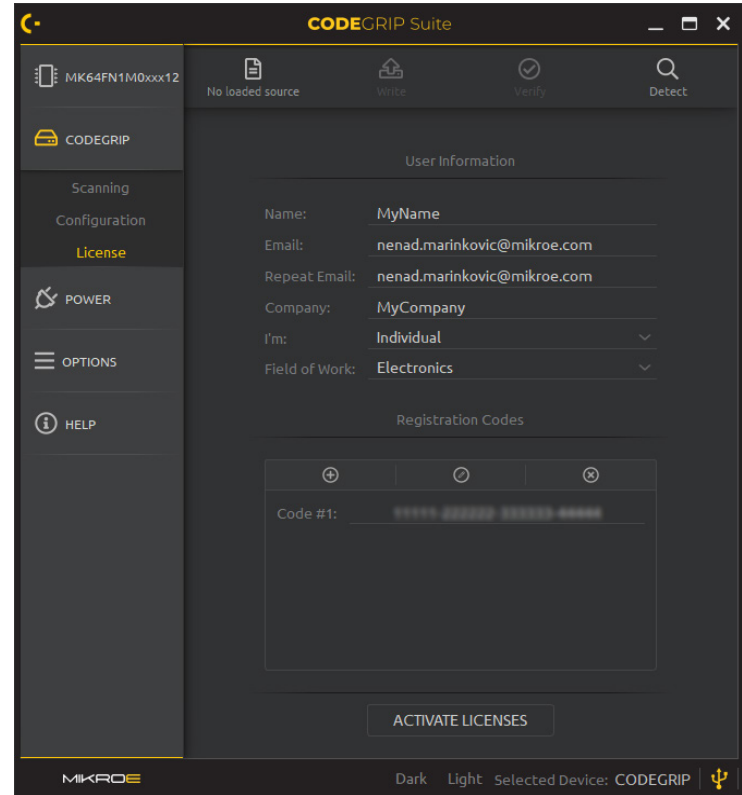 CODEGRIP Suite
MK64FN1M0xxx12
No loaded source
Write
Verify
Detect
CODEGRIP
Scanning
Configuration
License
POWER
OPTIONS
HELP
User Information
Name: MyName
Email: nenad.marinkovic@mikroe.com
Repeat Email: nenad.marinkovic@mikroe.com
Company: MyCompany
I'm: Individual
Field of Work: Electronics
Registration Codes
Code #1:
ACTIVATE LICENSES
MIKROE
Dark Light Selected Device: CODEGRIP